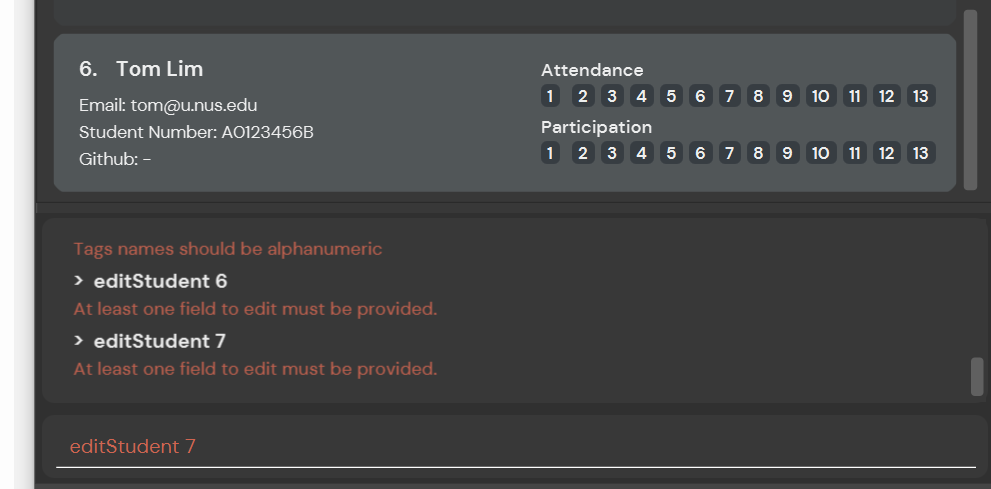 6. Tom Lim
Email: tom@u.nus.edu
Student Number: A0123456B
Github: -
Attendance
1 2 3 4 5 6 7 8 9 10 11 12 13
Participation
1 2 3 4 5 6 7 8 9 10 11 12 13
Tags names should be alphanumeric
> editStudent 6
At least one field to edit must be provided.
> editStudent 7
At least one field to edit must be provided.
editStudent 7